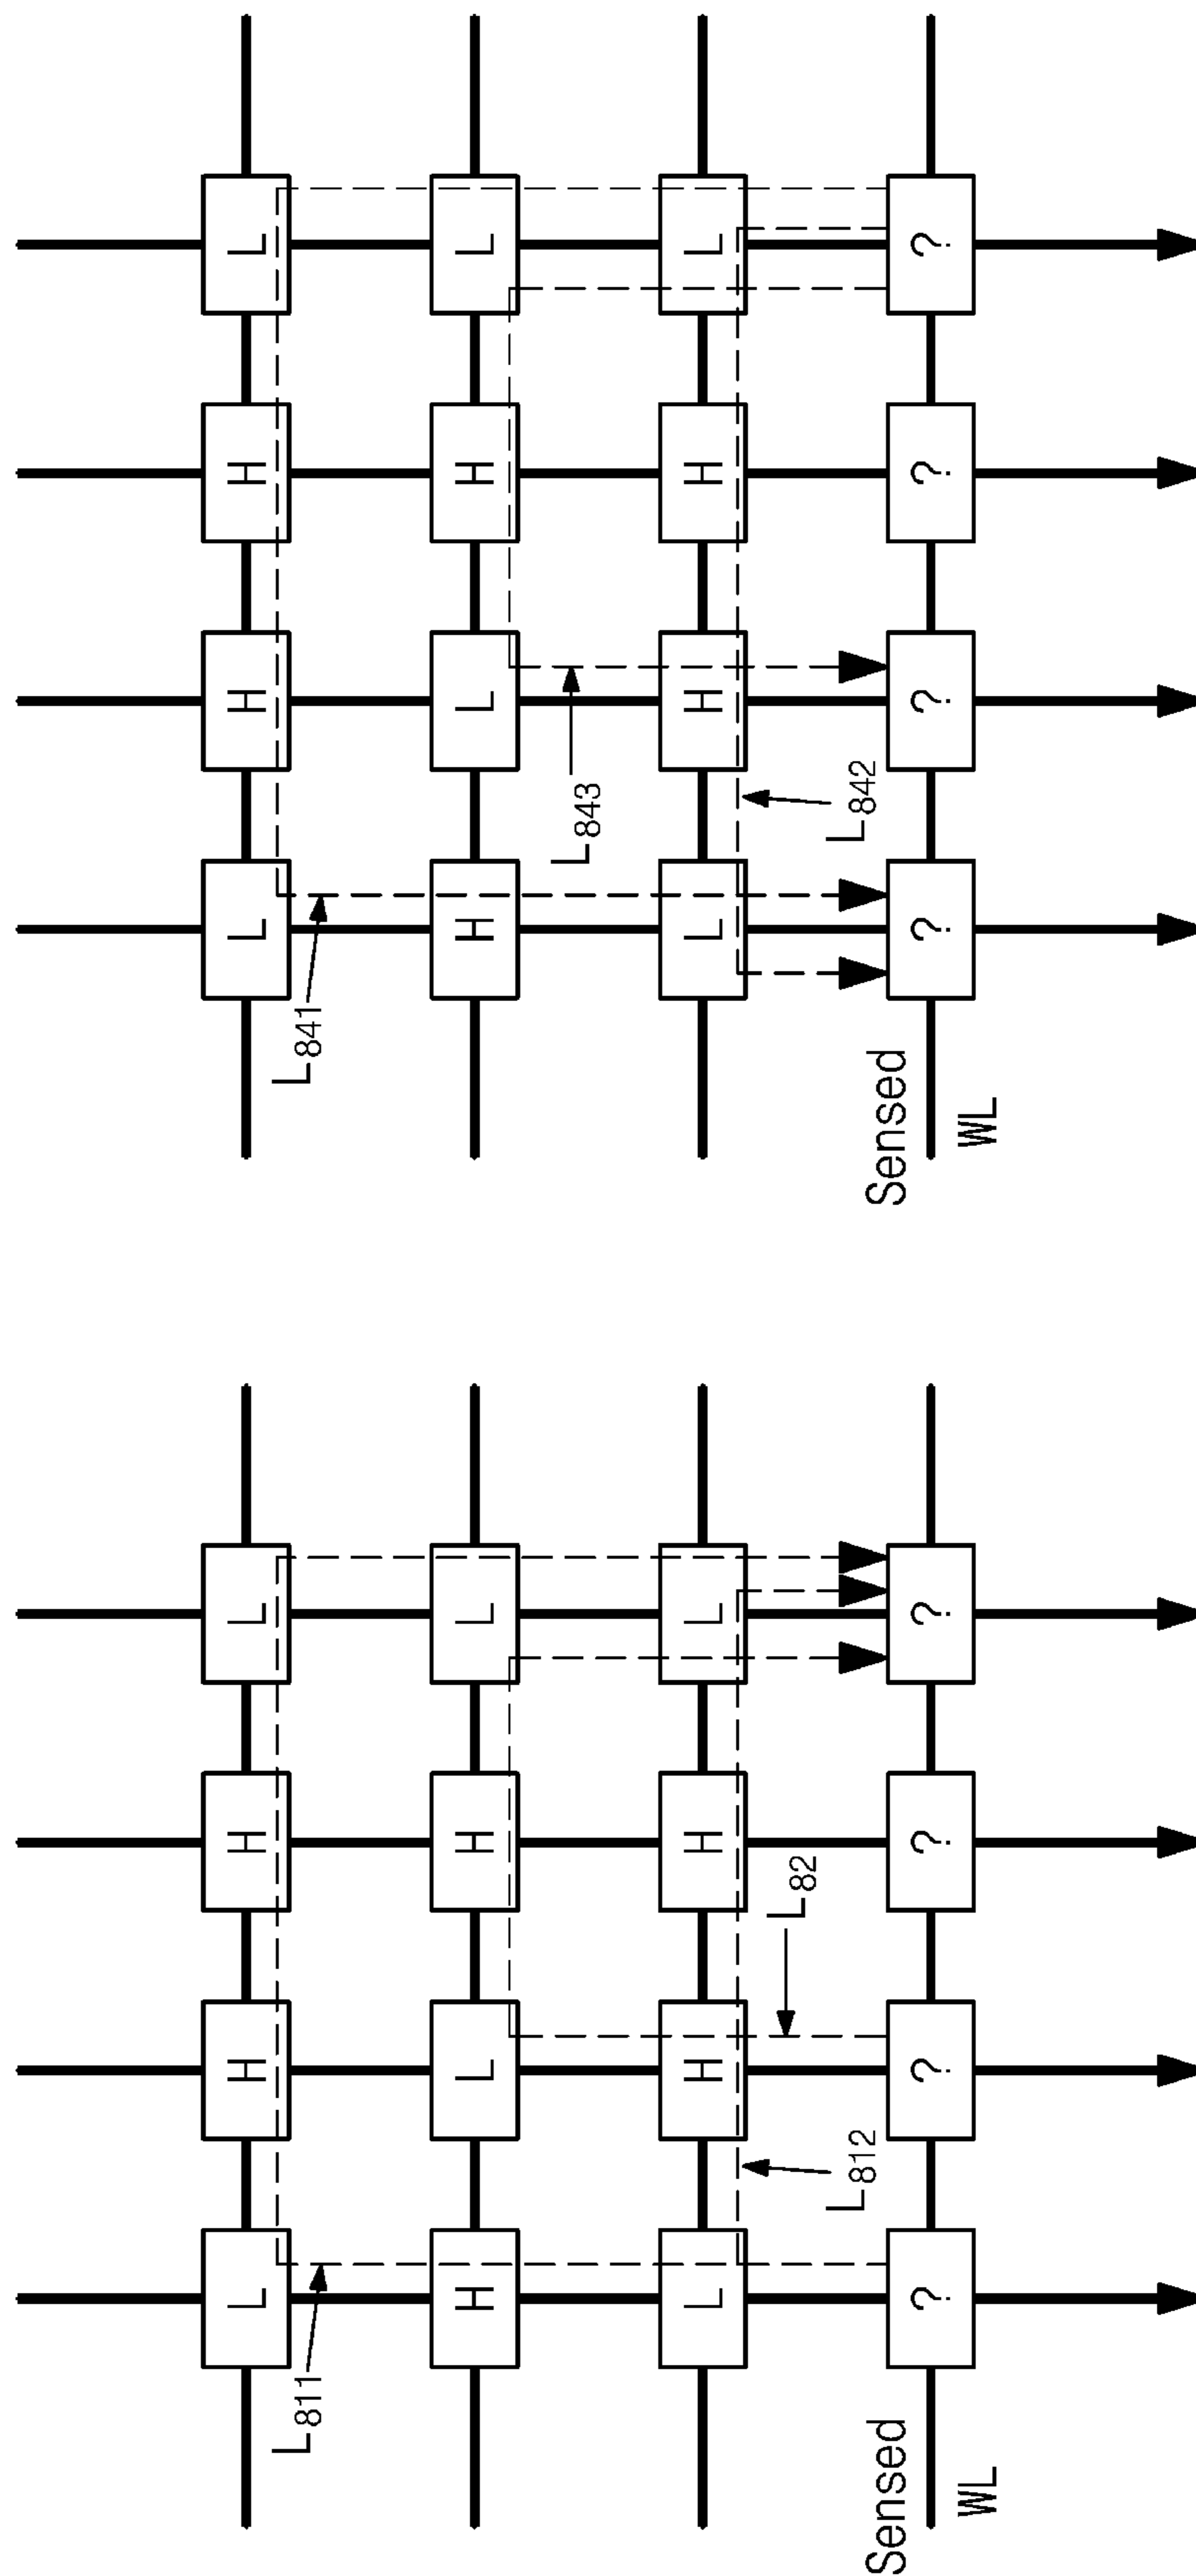 L H H L
L811
H L H L
L H H L
L82
L812
Sensed
? ? ? ?
WL
L H H L
L841
H L H L
L843
L H H L
L842
Sensed
? ? ? ?
WL